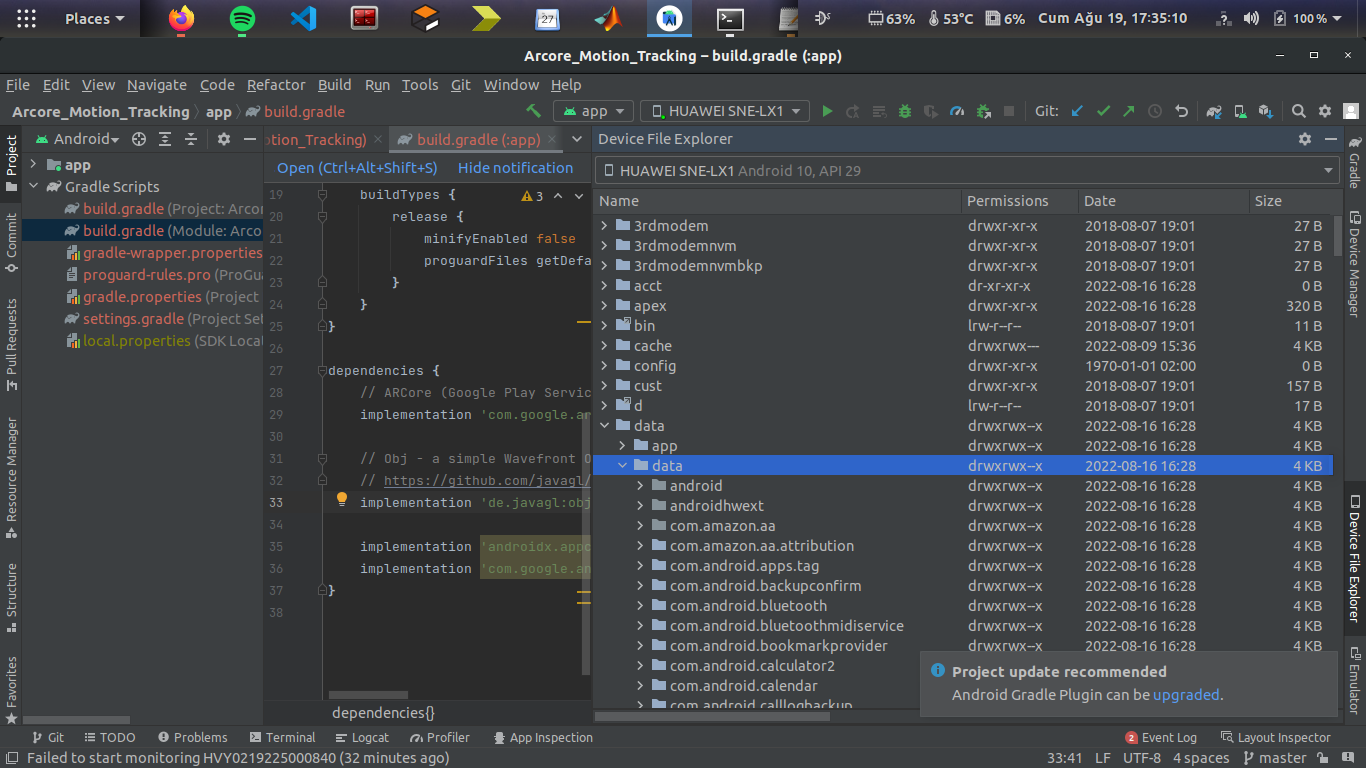 Places
27
63%
53°C
6%
Cum Ağu 19, 17:35:10
100%
Arcore_Motion_Tracking – build.gradle (:app)
File Edit View Navigate Code Refactor Build Run Tools Git Window Help
Arcore_Motion_Tracking app build.gradle
app
HUAWEI SNE-LX1
Git:
Android
otion_Tracking)
build.gradle (:app)
Device File Explorer
Project
Commit
Pull Requests
Resource Manager
Structure
Favorites
app
Gradle Scripts
build.gradle (Project: Arcor
build.gradle (Module: Arco
gradle-wrapper.properties
proguard-rules.pro (ProGua
gradle.properties (Project
settings.gradle (Project Set
local.properties (SDK Locat
Open (Ctrl+Alt+Shift+S) Hide notification
3
19 buildTypes {
20 release {
21 minifyEnabled false
22 proguardFiles getDefa
23 }
24 }
25 }
26
27 dependencies {
28 // ARCore (Google Play Servic
29 implementation 'com.google.ar
30
31 // Obj - a simple Wavefront O
32 // https://github.com/javagl/
33 implementation 'de.javagl:obj
34
35 implementation 'androidx.appc
36 implementation 'com.google.an
37 }
38
dependencies{}
HUAWEI SNE-LX1 Android 10, API 29
Name Permissions Date Size
3rdmodem drwxr-xr-x 2018-08-07 19:01 27 B
3rdmodemnvm drwxr-xr-x 2018-08-07 19:01 27 B
3rdmodemnvmbkp drwxr-xr-x 2018-08-07 19:01 27 B
acct dr-xr-xr-x 2022-08-16 16:28 0 B
apex drwxr-xr-x 2022-08-16 16:28 320 B
bin lrw-r--r-- 2018-08-07 19:01 11 B
cache drwxrwx--- 2022-08-09 15:36 4 KB
config drwxr-xr-x 1970-01-01 02:00 0 B
cust drwxr-xr-x 2018-08-07 19:01 157 B
d lrw-r--r-- 2018-08-07 19:01 17 B
data drwxrwx--x 2022-08-16 16:28 4 KB
app drwxrwx--x 2022-08-16 16:28 4 KB
data drwxrwx--x 2022-08-16 16:28 4 KB
android drwxrwx--x 2022-08-16 16:28 4 KB
androidhwext drwxrwx--x 2022-08-16 16:28 4 KB
com.amazon.aa drwxrwx--x 2022-08-16 16:28 4 KB
com.amazon.aa.attribution drwxrwx--x 2022-08-16 16:28 4 KB
com.android.apps.tag drwxrwx--x 2022-08-16 16:28 4 KB
com.android.backupconfirm drwxrwx--x 2022-08-16 16:28 4 KB
com.android.bluetooth drwxrwx--x 2022-08-16 16:28 4 KB
com.android.bluetoothmidiservice drwxrwx--x 2022-08-16 16:28 4 KB
com.android.bookmarkprovider drwxrwx--x 2022-08-16 16:28 4 KB
com.android.calculator2
com.android.calendar
com.android.calllogbackup
Project update recommended
Android Gradle Plugin can be upgraded.
Gradle
Device Manager
Device File Explorer
Emulator
Git TODO Problems Terminal Logcat Profiler App Inspection
2 Event Log Layout Inspector
Failed to start monitoring HVY0219225000840 (32 minutes ago)
33:41 LF UTF-8 4 spaces master